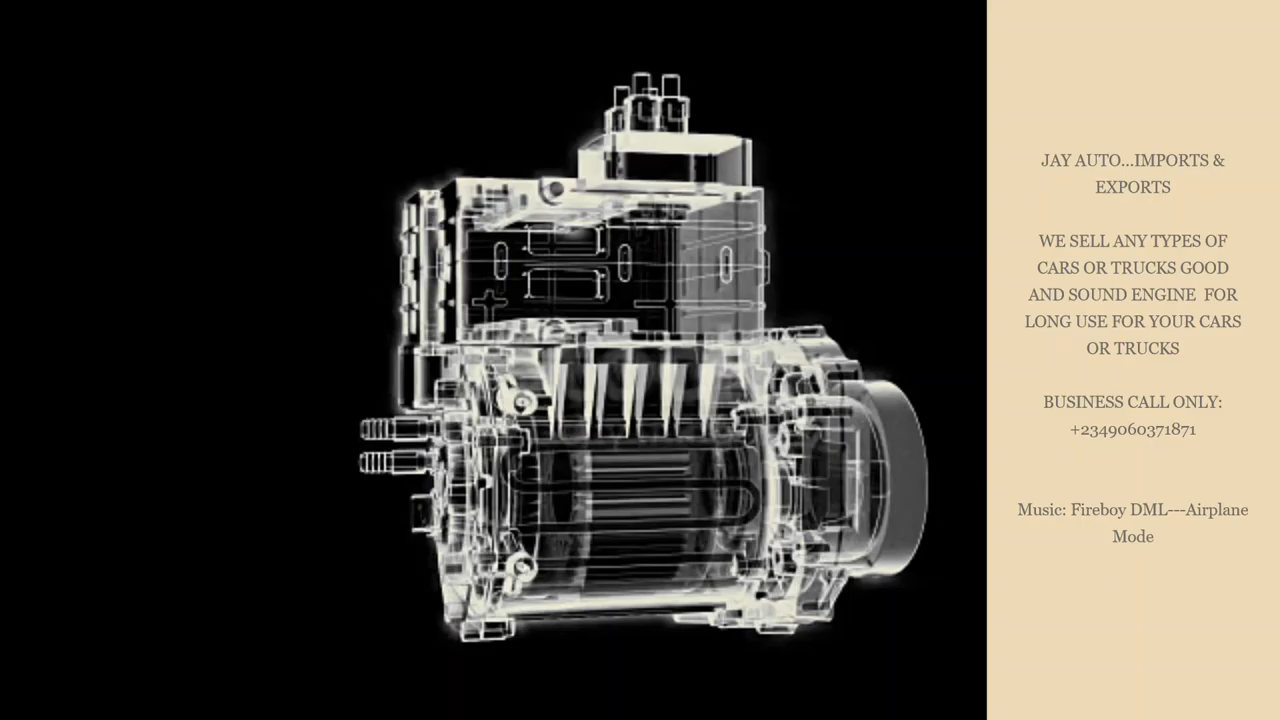 JAY AUTO...IMPORTS &
EXPORTS
WE SELL ANY TYPES OF
CARS OR TRUCKS GOOD
AND SOUND ENGINE  FOR
LONG USE FOR YOUR CARS
OR TRUCKS
BUSINESS CALL ONLY:
+2349060371871
Music: Fireboy DML---Airplane
Mode